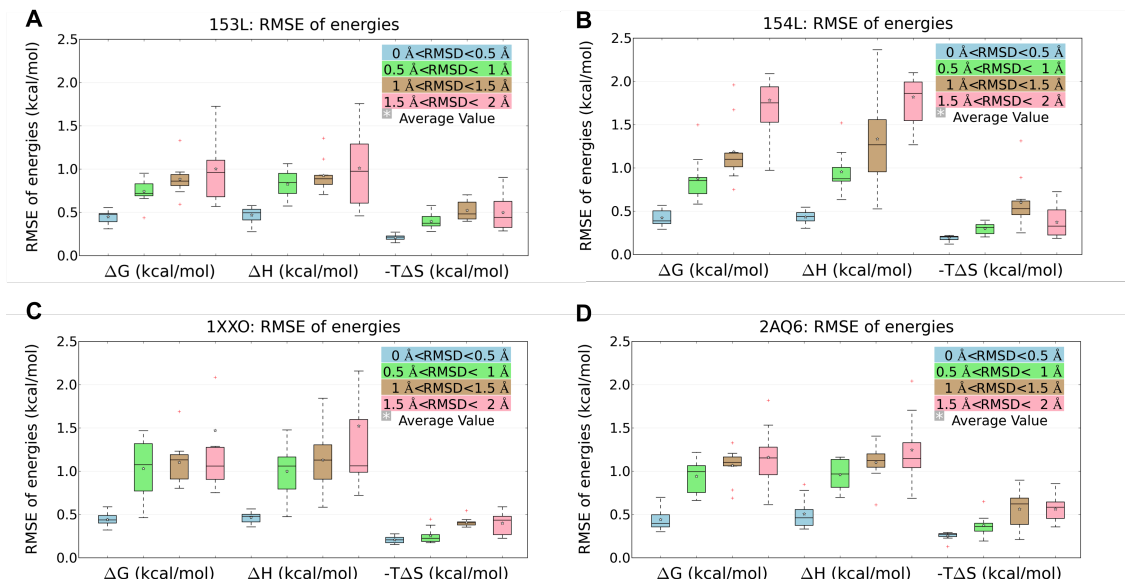 A
153L: RMSE of energies
RMSE of energies (kcal/mol)
2.5
2.0
1.5
1.0
0.5
0.0
0 Å<RMSD<0.5 Å
0.5 Å<RMSD< 1 Å
1 Å<RMSD<1.5 Å
1.5 Å<RMSD< 2 Å
* Average Value
ΔG (kcal/mol) ΔH (kcal/mol) -TΔS (kcal/mol)
B
154L: RMSE of energies
RMSE of energies (kcal/mol)
2.5
2.0
1.5
1.0
0.5
0.0
0 Å<RMSD<0.5 Å
0.5 Å<RMSD< 1 Å
1 Å<RMSD<1.5 Å
1.5 Å<RMSD< 2 Å
* Average Value
ΔG (kcal/mol) ΔH (kcal/mol) -TΔS (kcal/mol)
C
1XXO: RMSE of energies
RMSE of energies (kcal/mol)
2.5
2.0
1.5
1.0
0.5
0.0
0 Å<RMSD<0.5 Å
0.5 Å<RMSD< 1 Å
1 Å<RMSD<1.5 Å
1.5 Å<RMSD< 2 Å
* Average Value
ΔG (kcal/mol) ΔH (kcal/mol) -TΔS (kcal/mol)
D
2AQ6: RMSE of energies
RMSE of energies (kcal/mol)
2.5
2.0
1.5
1.0
0.5
0.0
0 Å<RMSD<0.5 Å
0.5 Å<RMSD< 1 Å
1 Å<RMSD<1.5 Å
1.5 Å<RMSD< 2 Å
* Average Value
ΔG (kcal/mol) ΔH (kcal/mol) -TΔS (kcal/mol)